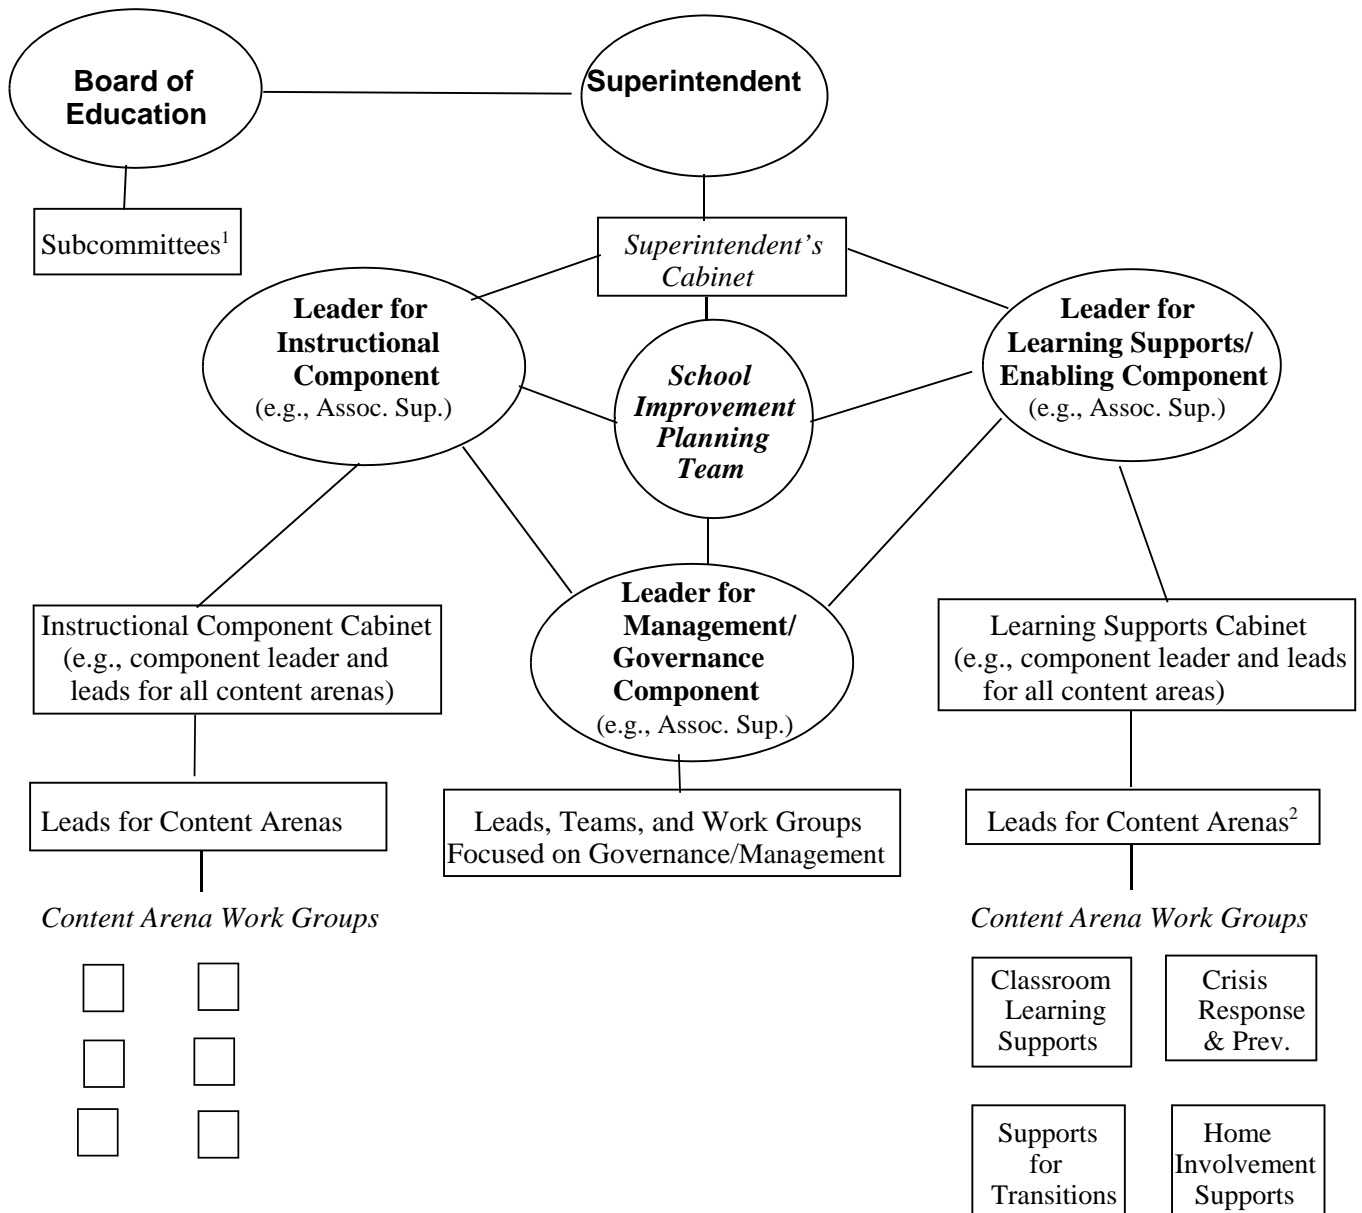 Board of
Education
Superintendent
Subcommittees¹
Superintendent’s
Cabinet
Leader for
Instructional
Component
(e.g., Assoc. Sup.)
School
Improvement
Planning
Team
Leader for
Learning Supports/
Enabling Component
(e.g., Assoc. Sup.)
Instructional Component Cabinet
(e.g., component leader and
leads for all content arenas)
Leader for
Management/
Governance
Component
(e.g., Assoc. Sup.)
Learning Supports Cabinet
(e.g., component leader and leads
for all content areas)
Leads for Content Arenas
Leads, Teams, and Work Groups
Focused on Governance/Management
Leads for Content Arenas²
Content Arena Work Groups
Content Arena Work Groups
Classroom
Learning
Supports
Crisis
Response
& Prev.
Supports
for
Transitions
Home
Involvement
Supports